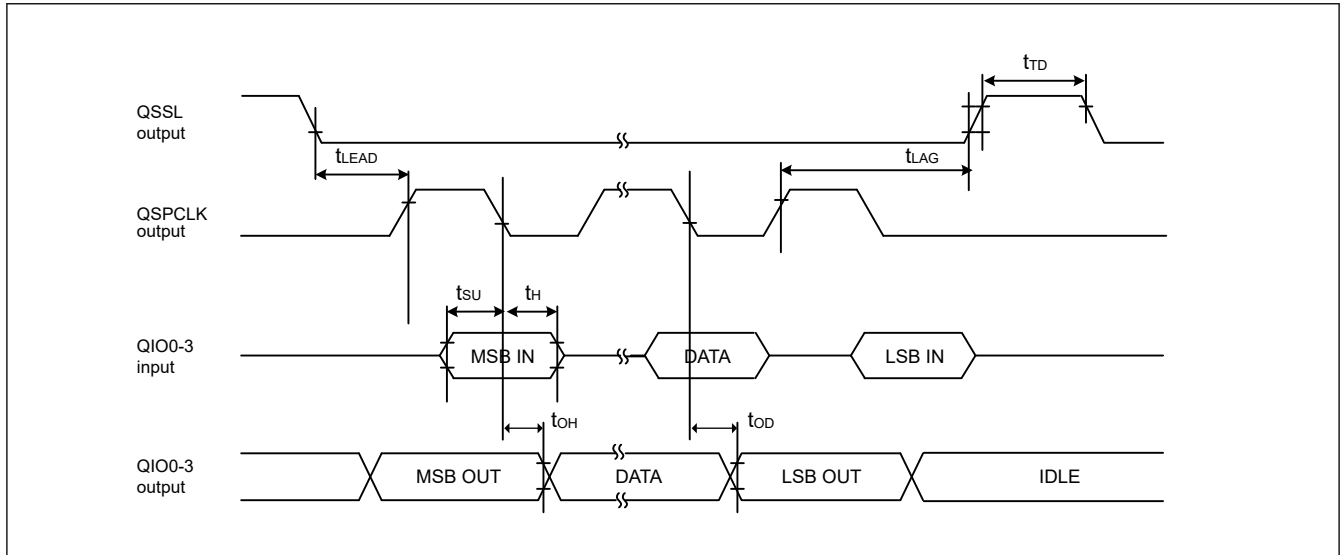 tTD
QSSL
output
tLEAD
tLAG
QSPCLK
output
tSU
tH
QIO0-3
input
MSB IN
DATA
LSB IN
tOH
tOD
QIO0-3
output
MSB OUT
DATA
LSB OUT
IDLE